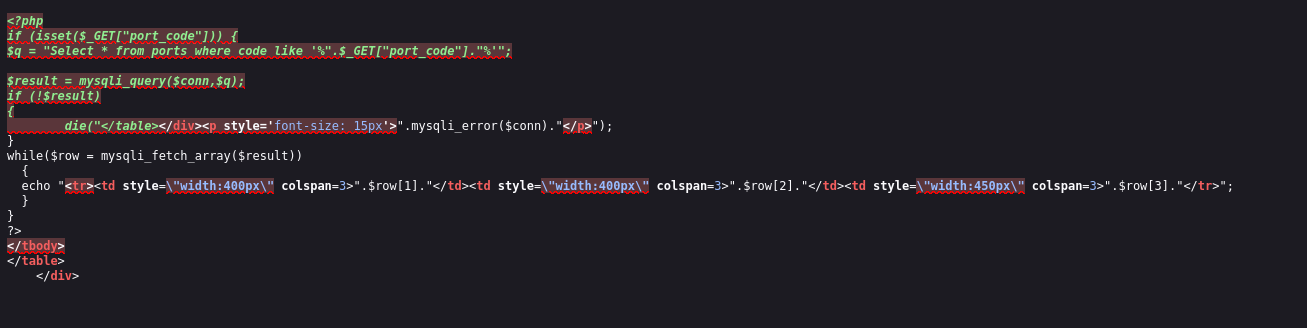 <?php
if (isset($_GET["port_code"])) {
$q = "Select * from ports where code like '%".$_GET["port_code"]."%'";
$result = mysqli_query($conn,$q);
if (!$result)
{
die("</table></div><p style='font-size: 15px'>".mysqli_error($conn)."</p>");
}
while($row = mysqli_fetch_array($result))
{
echo "<tr><td style=\"width:400px\" colspan=3>".$row[1]."</td><td style=\"width:400px\" colspan=3>".$row[2]."</td><td style=\"width:450px\" colspan=3>".$row[3]."</tr>";
}
}
?>
</tbody>
</table>
</div>